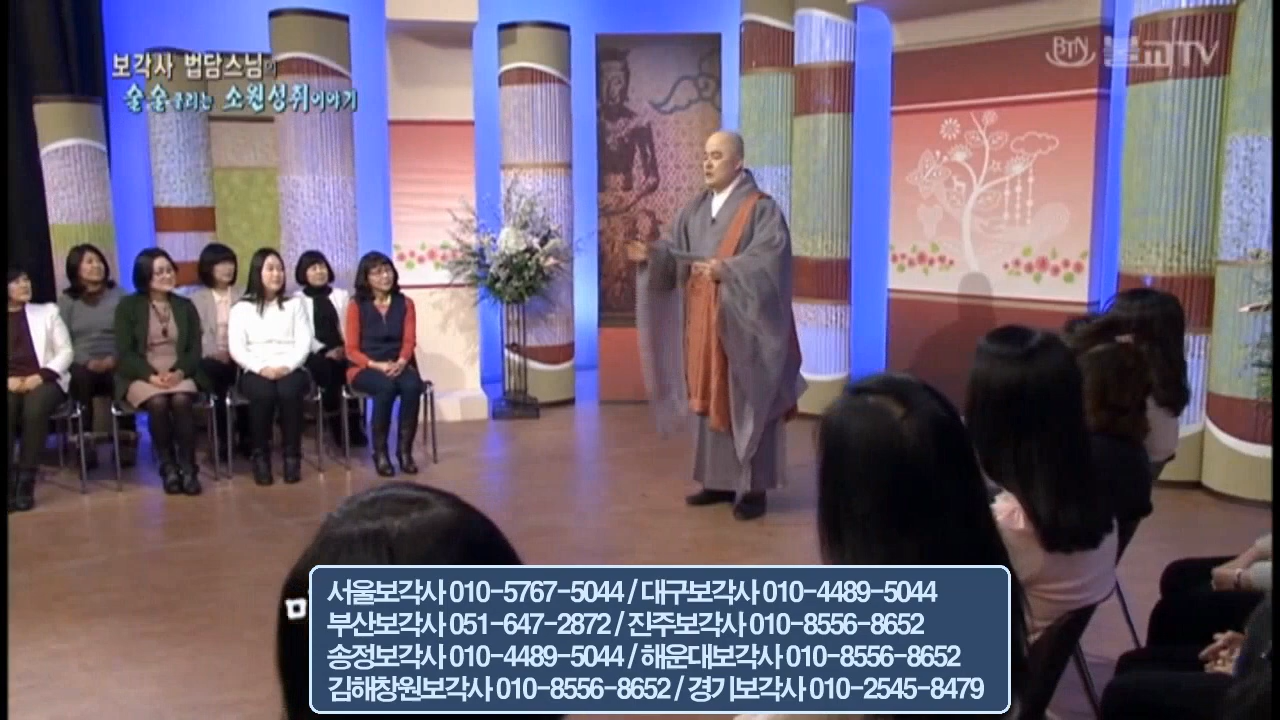 보각사 법담스님의
술술풀리는 소원성취이야기
BTN 불교TV
서울보각사 010-5767-5044 / 대구보각사 010-4489-5044
부산보각사 051-647-2872 / 진주보각사 010-8556-8652
송정보각사 010-4489-5044 / 해운대보각사 010-8556-8652
김해창원보각사 010-8556-8652 / 경기보각사 010-2545-8479